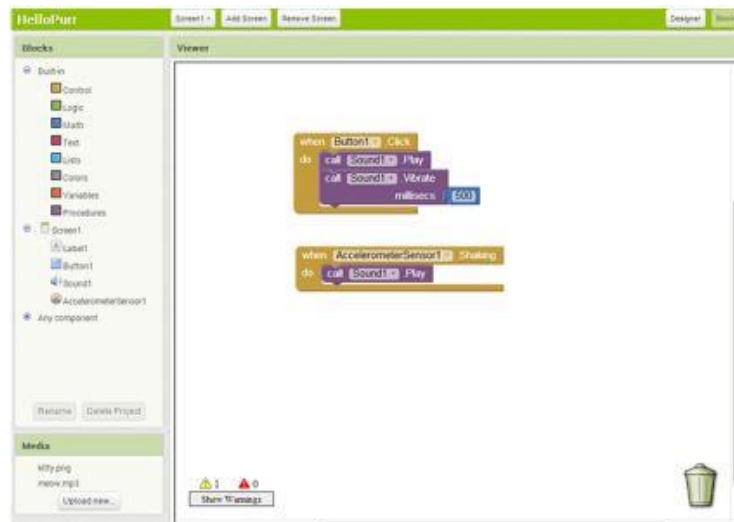 HelloPurr
Screen1
Add Screen
Remove Screen
Designer
Blocks
Viewer
Built-in
Control
Logic
Math
Text
Lists
Colors
Variables
Procedures
Screen1
Label1
Button1
Sound1
AccelerometerSensor1
Any component
Rename
Delete Project
Media
kitty.png
meow.mp3
Upload new...
when Button1 .Click
do call Sound1 .Play
call Sound1 .Vibrate
millisecs 500
when AccelerometerSensor1 .Shaking
do call Sound1 .Play
1 0
Show Warnings